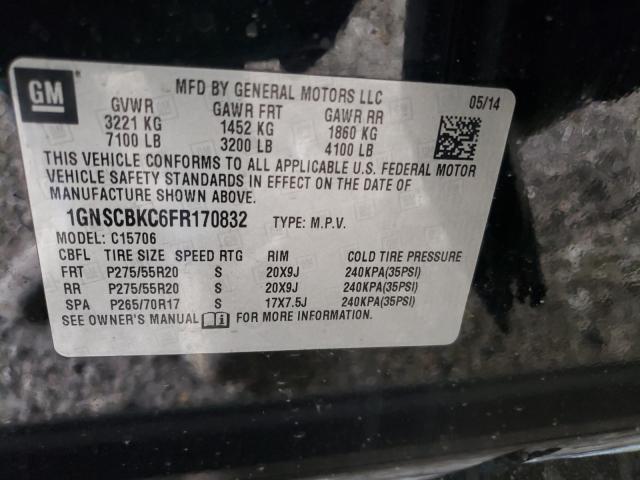 GM
MFD BY GENERAL MOTORS LLC
05/14
GVWR GAWR FRT GAWR RR
3221 KG 1452 KG 1860 KG
7100 LB 3200 LB 4100 LB
THIS VEHICLE CONFORMS TO ALL APPLICABLE U.S. FEDERAL MOTOR
VEHICLE SAFETY STANDARDS IN EFFECT ON THE DATE OF
MANUFACTURE SHOWN ABOVE.
1GNSCBKC6FR170832 TYPE: M.P.V.
MODEL: C15706
CBFL TIRE SIZE SPEED RTG RIM COLD TIRE PRESSURE
FRT P275/55R20 S 20X9J 240KPA(35PSI)
RR P275/55R20 S 20X9J 240KPA(35PSI)
SPA P265/70R17 S 17X7.5J 240KPA(35PSI)
SEE OWNER'S MANUAL FOR MORE INFORMATION.